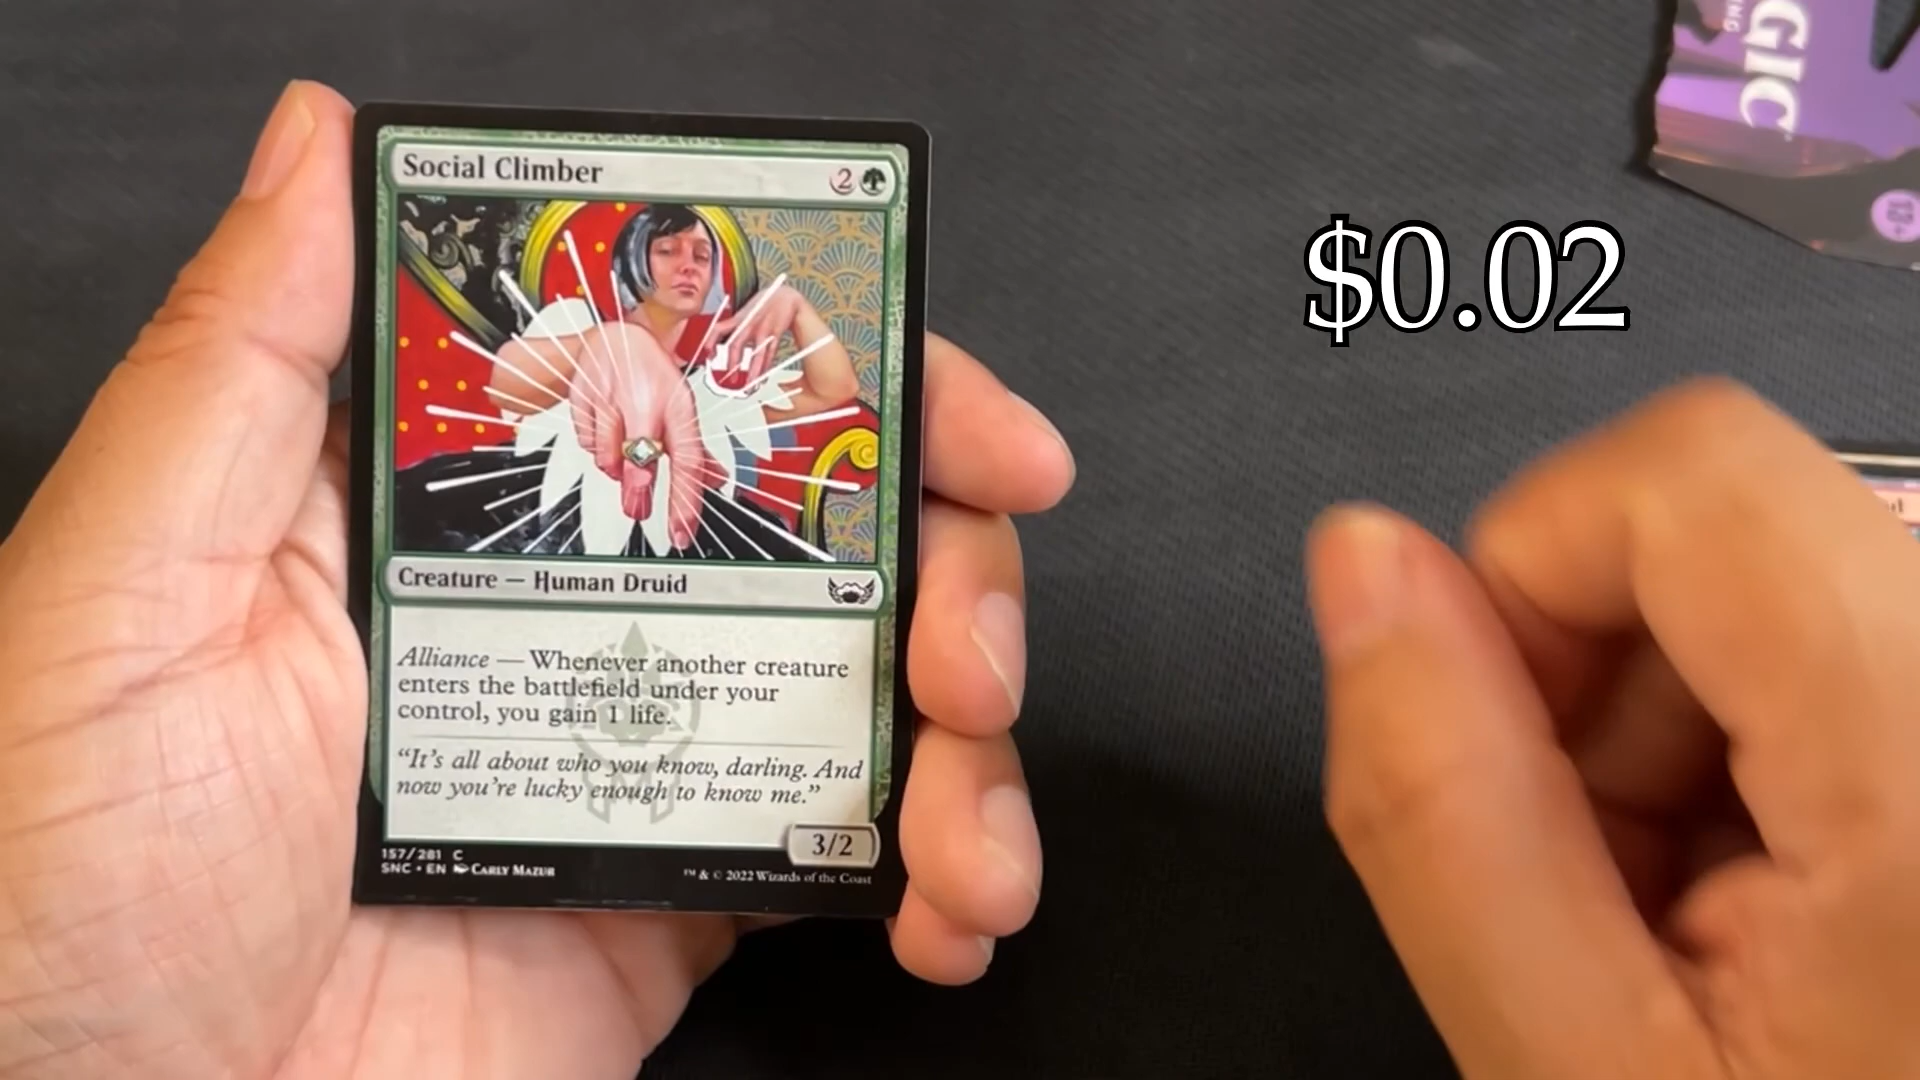 Social Climber 2
Creature — Human Druid
Alliance — Whenever another creature
enters the battlefield under your
control, you gain 1 life.
“It’s all about who you know, darling. And
now you’re lucky enough to know me.”
3/2
157/281 C
SNC • EN CARLY MAZUR
™ & © 2022 Wizards of the Coast
$0.02
GIC